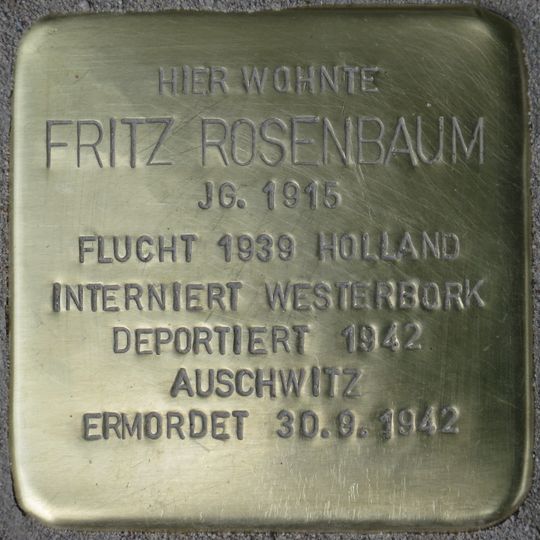 HIER WOHNTE
FRITZ ROSENBAUM
JG. 1915
FLUCHT 1939 HOLLAND
INTERNIERT WESTERBORK
DEPORTIERT 1942
AUSCHWITZ
ERMORDET 30.9.1942